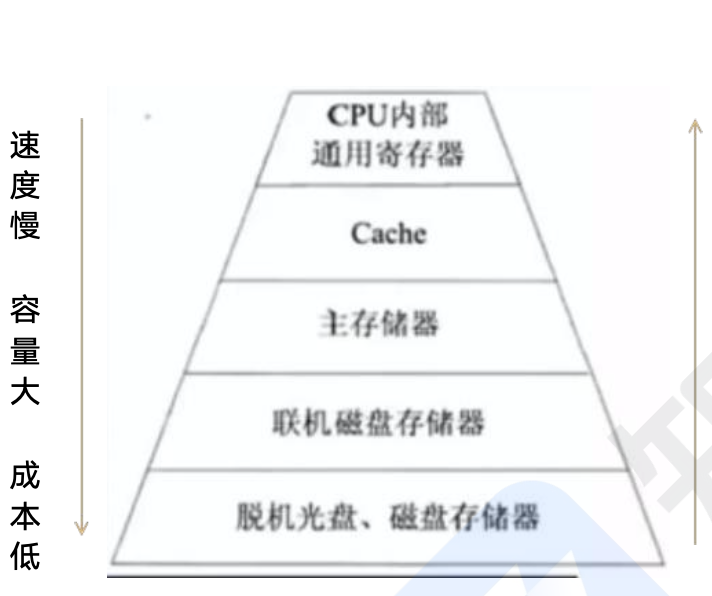 速度慢 容量大 成本低
CPU内部
通用寄存器
Cache
主存储器
联机磁盘存储器
脱机光盘、磁盘存储器